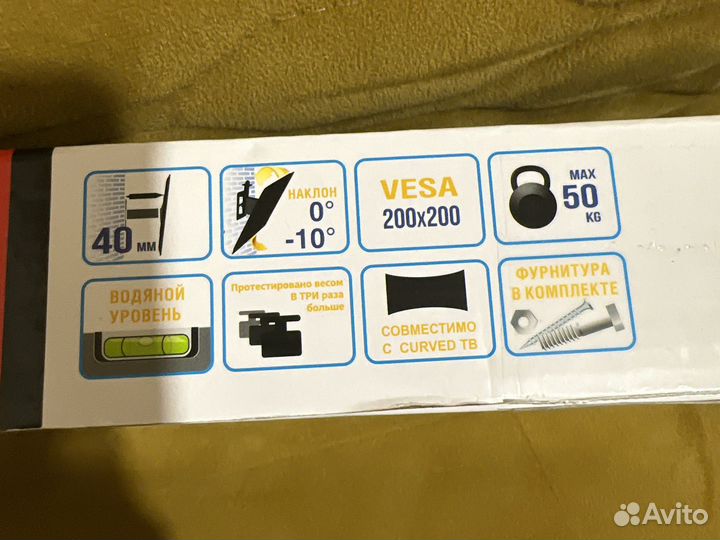 40 мм
НАКЛОН
0°
-10°
VESA
200x200
MAX
50
KG
ВОДЯНОЙ
УРОВЕНЬ
Протестировано весом
В ТРИ раза
больше
СОВМЕСТИМО
С CURVED ТВ
ФУРНИТУРА
В КОМПЛЕКТЕ
Avito